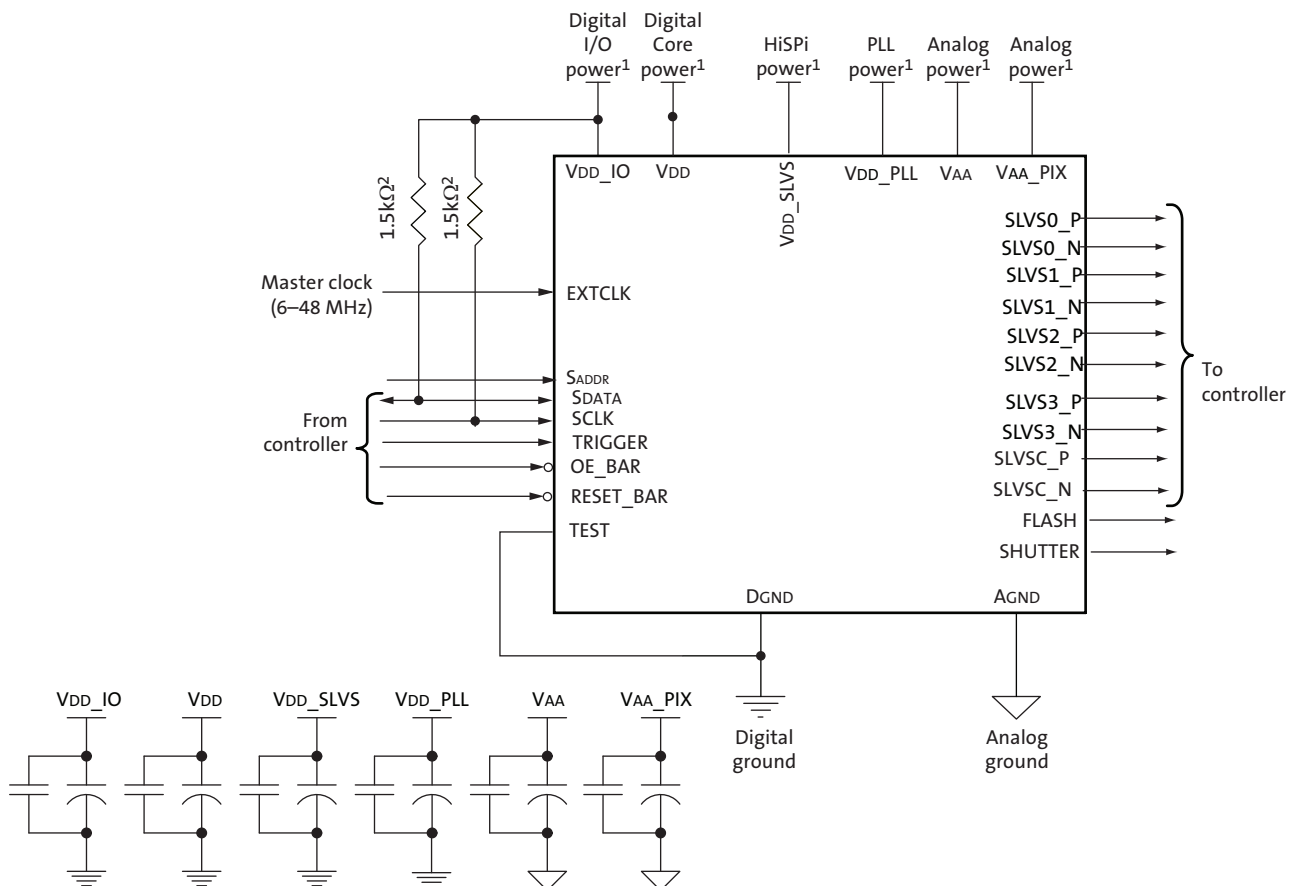 Digital
I/O
power1
Digital
Core
power1
HiSPi
power1
PLL
power1
Analog
power1
Analog
power1
1.5kΩ2
1.5kΩ2
VDD_IO
VDD
VDD_SLVS
VDD_PLL
VAA
VAA_PIX
Master clock
(6–48 MHz)
EXTCLK
From
controller
SADDR
SDATA
SCLK
TRIGGER
OE_BAR
RESET_BAR
TEST
SLVS0_P
SLVS0_N
SLVS1_P
SLVS1_N
SLVS2_P
SLVS2_N
SLVS3_P
SLVS3_N
SLVSC_P
SLVSC_N
FLASH
SHUTTER
To
controller
DGND
AGND
Digital
ground
Analog
ground
VDD_IO
VDD
VDD_SLVS
VDD_PLL
VAA
VAA_PIX